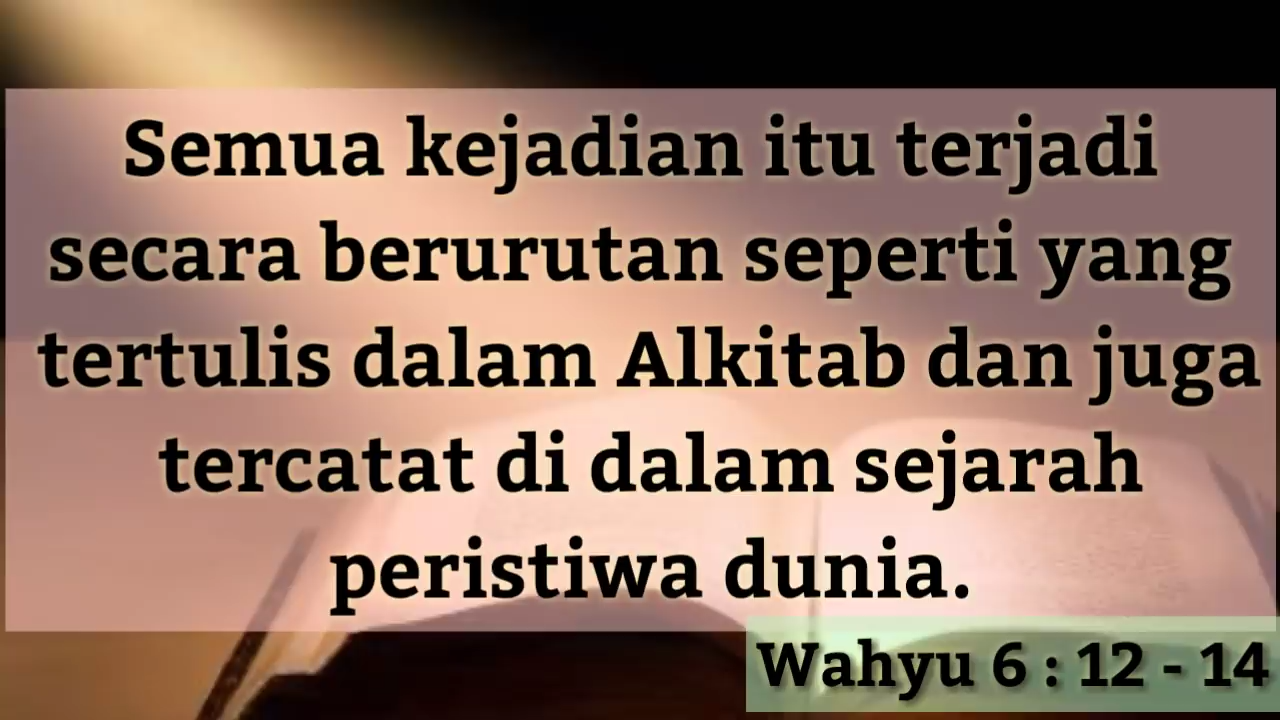 Semua kejadian itu terjadi
secara berurutan seperti yang
tertulis dalam Alkitab dan juga
tercatat di dalam sejarah
peristiwa dunia.
Wahyu 6 : 12 - 14